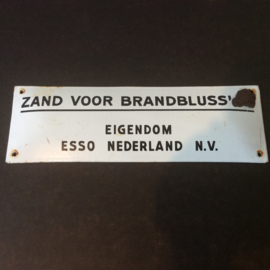 ZAND VOOR BRANDBLUSS
EIGENDOM
ESSO NEDERLAND N.V.